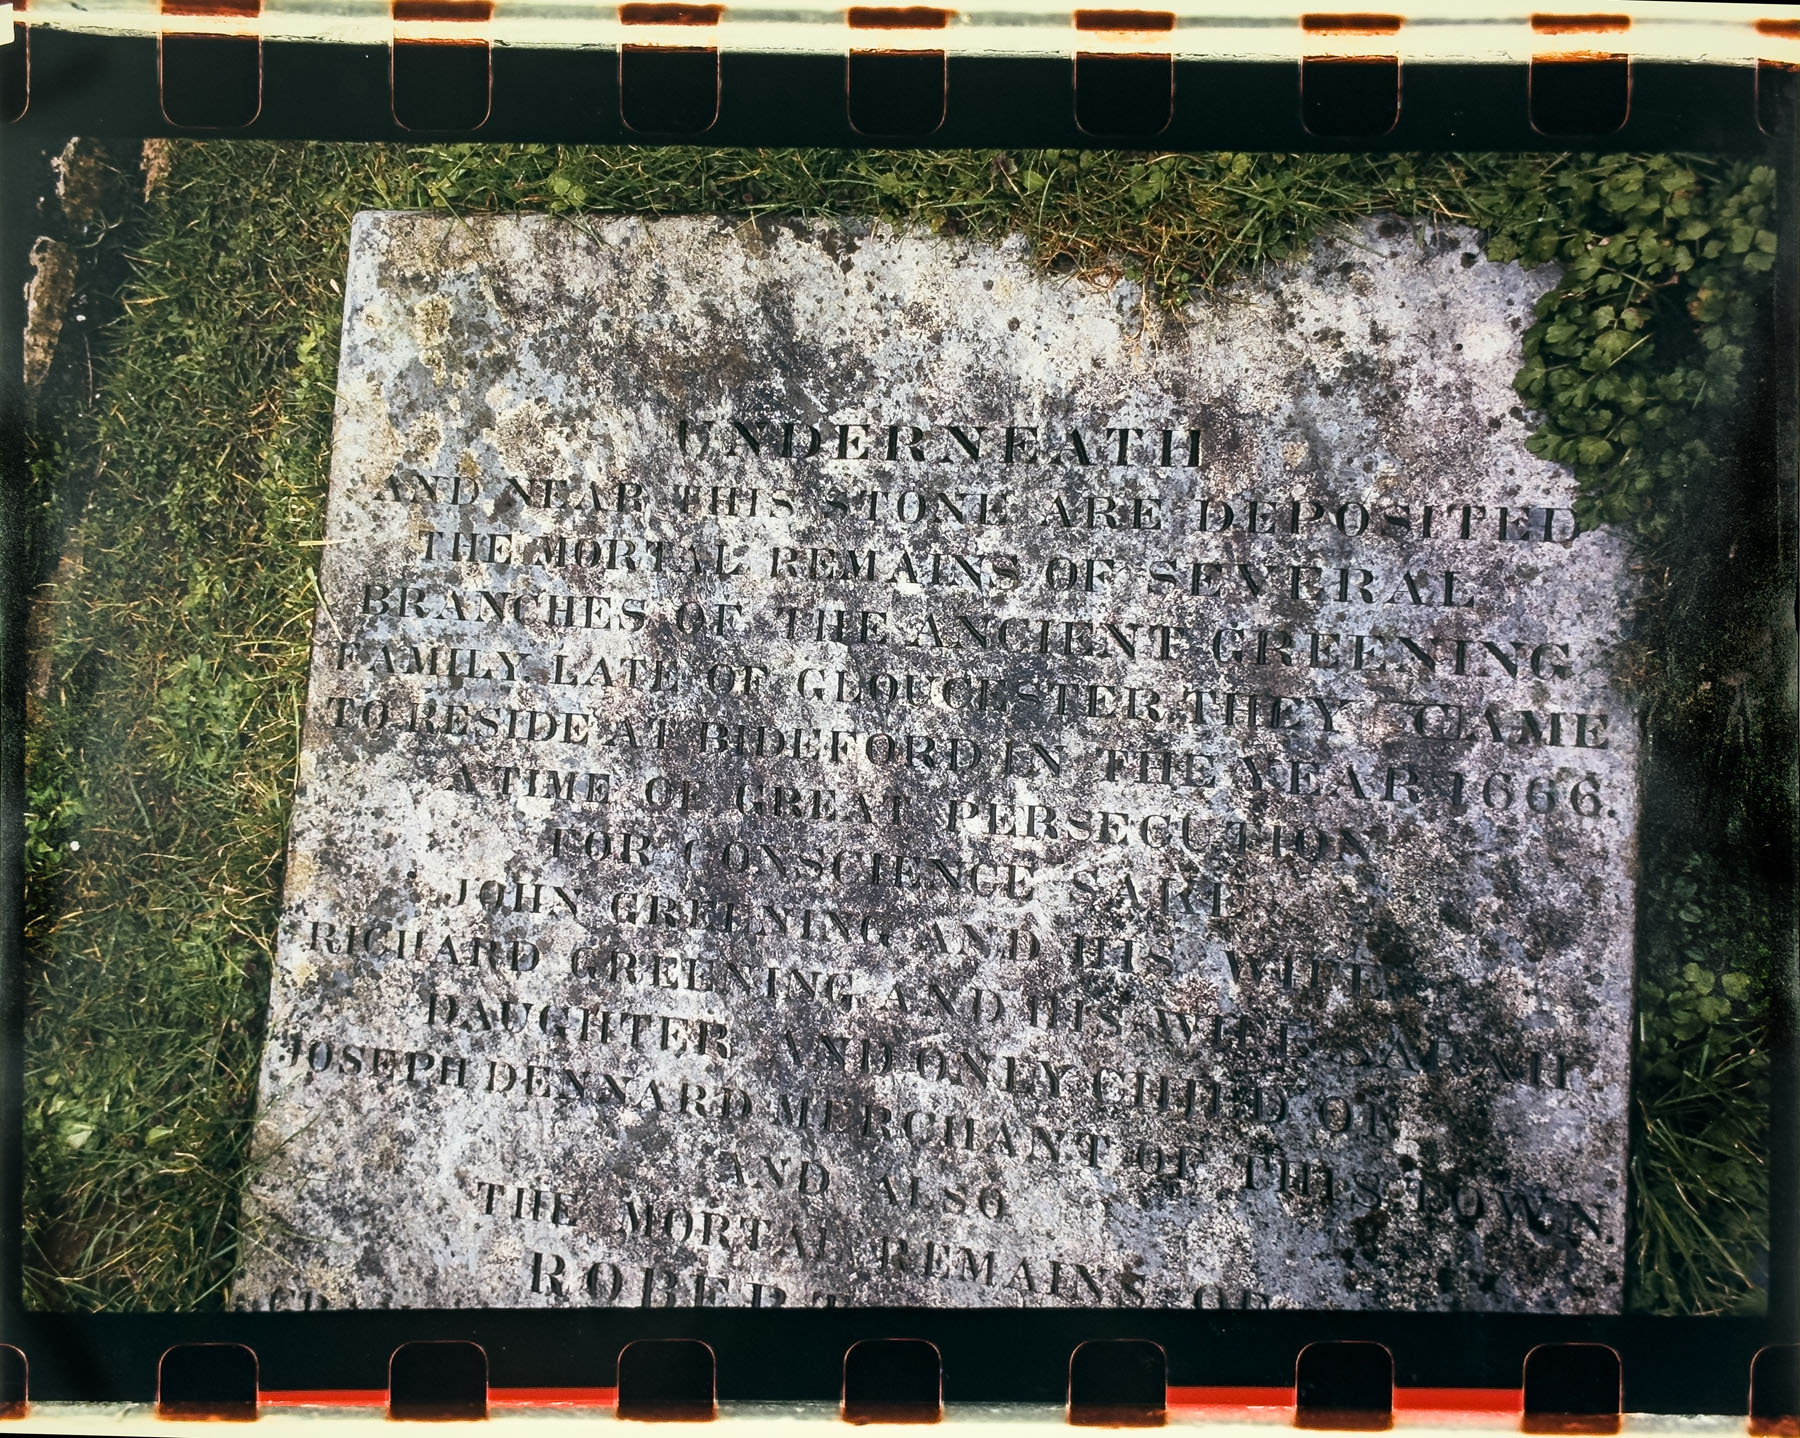 UNDERNEATH
AND NEAR THIS STONE ARE DEPOSITED
THE MORTAL REMAINS OF SEVERAL
BRANCHES OF THE ANCIENT GREENING
FAMILY LATE OF GLOUCESTER THEY CAME
TO RESIDE AT BIDEFORD IN THE YEAR 1666.
A TIME OF GREAT PERSECUTION
FOR CONSCIENCE SAKE
JOHN GREENING AND HIS WIFE
RICHARD GREENING AND HIS WIFE SARAH
DAUGHTER AND ONLY CHILD OF
JOSEPH DENNARD MERCHANT OF THIS TOWN.
AND ALSO
THE MORTAL REMAINS OF
ROBERT